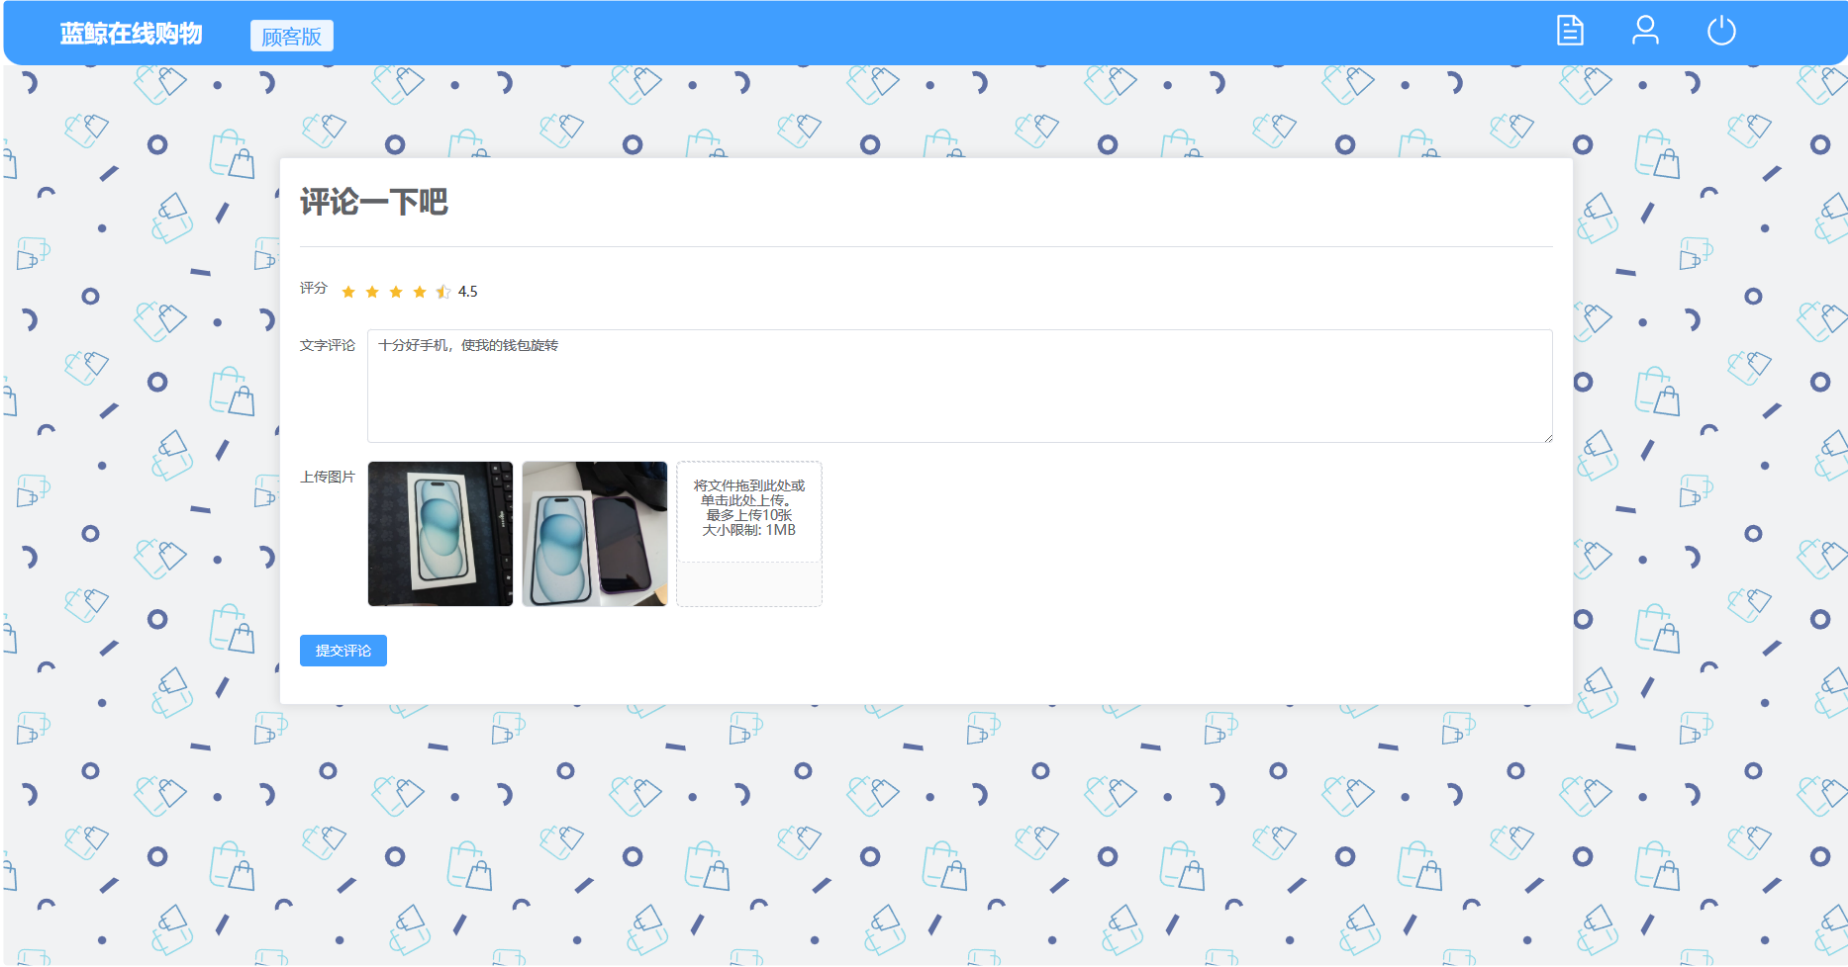 蓝鲸在线购物
顾客版
评论一下吧
评分
4.5
文字评论
十分好手机，使我的钱包旋转
上传图片
将文件拖到此处或
单击此处上传。
最多上传10张
大小限制: 1MB
提交评论